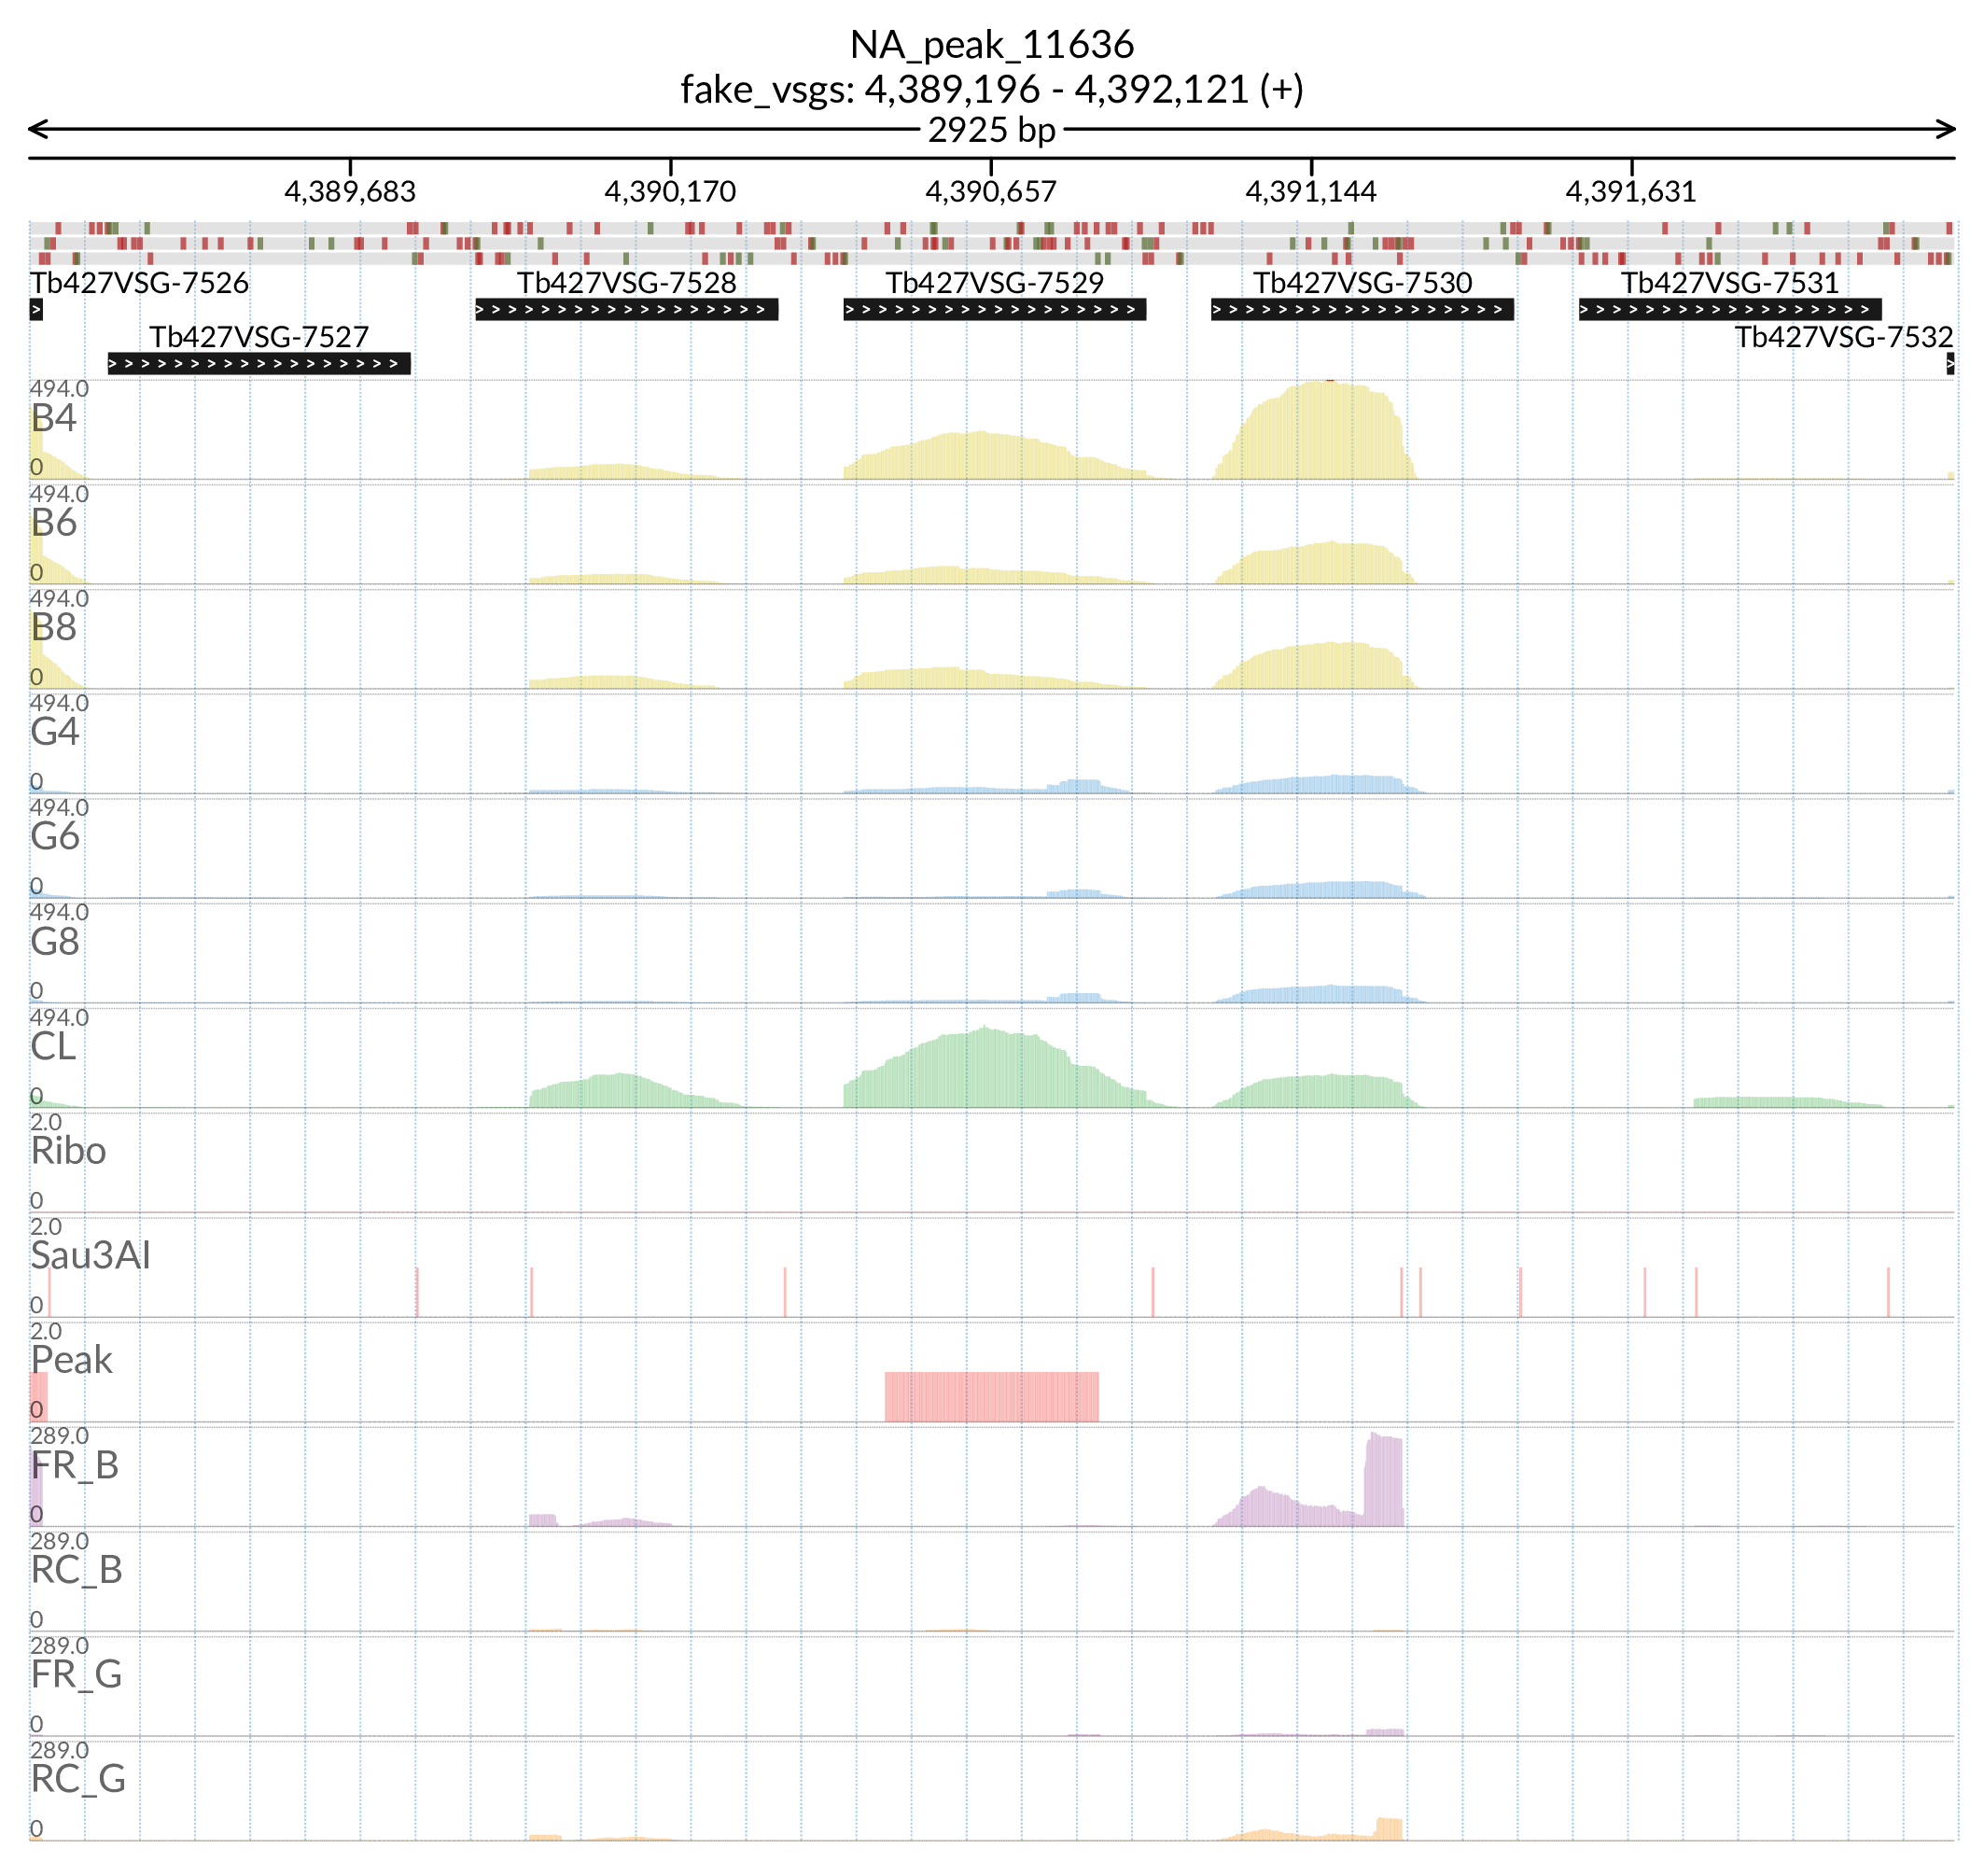 NA_peak_11636
fake_vsgs: 4,389,196 - 4,392,121 (+)
2925 bp
4,389,683 4,390,170 4,390,657 4,391,144 4,391,631
Tb427VSG-7526 Tb427VSG-7528 Tb427VSG-7529 Tb427VSG-7530 Tb427VSG-7531
Tb427VSG-7527 Tb427VSG-7532
494.0
B4
0
494.0
B6
0
494.0
B8
0
494.0
G4
0
494.0
G6
0
494.0
G8
0
494.0
CL
0
2.0
Ribo
0
2.0
Sau3AI
0
2.0
Peak
0
289.0
FR_B
0
289.0
RC_B
0
289.0
FR_G
0
289.0
RC_G
0